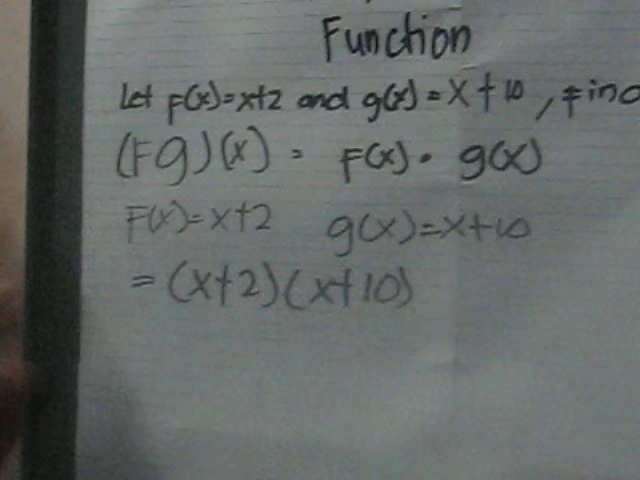 Function
Let F(x)=x+2 and g(x)=x+10, find
(Fg)(x) = F(x) • g(x)
F(x)=x+2 g(x)=x+10
=(x+2)(x+10)